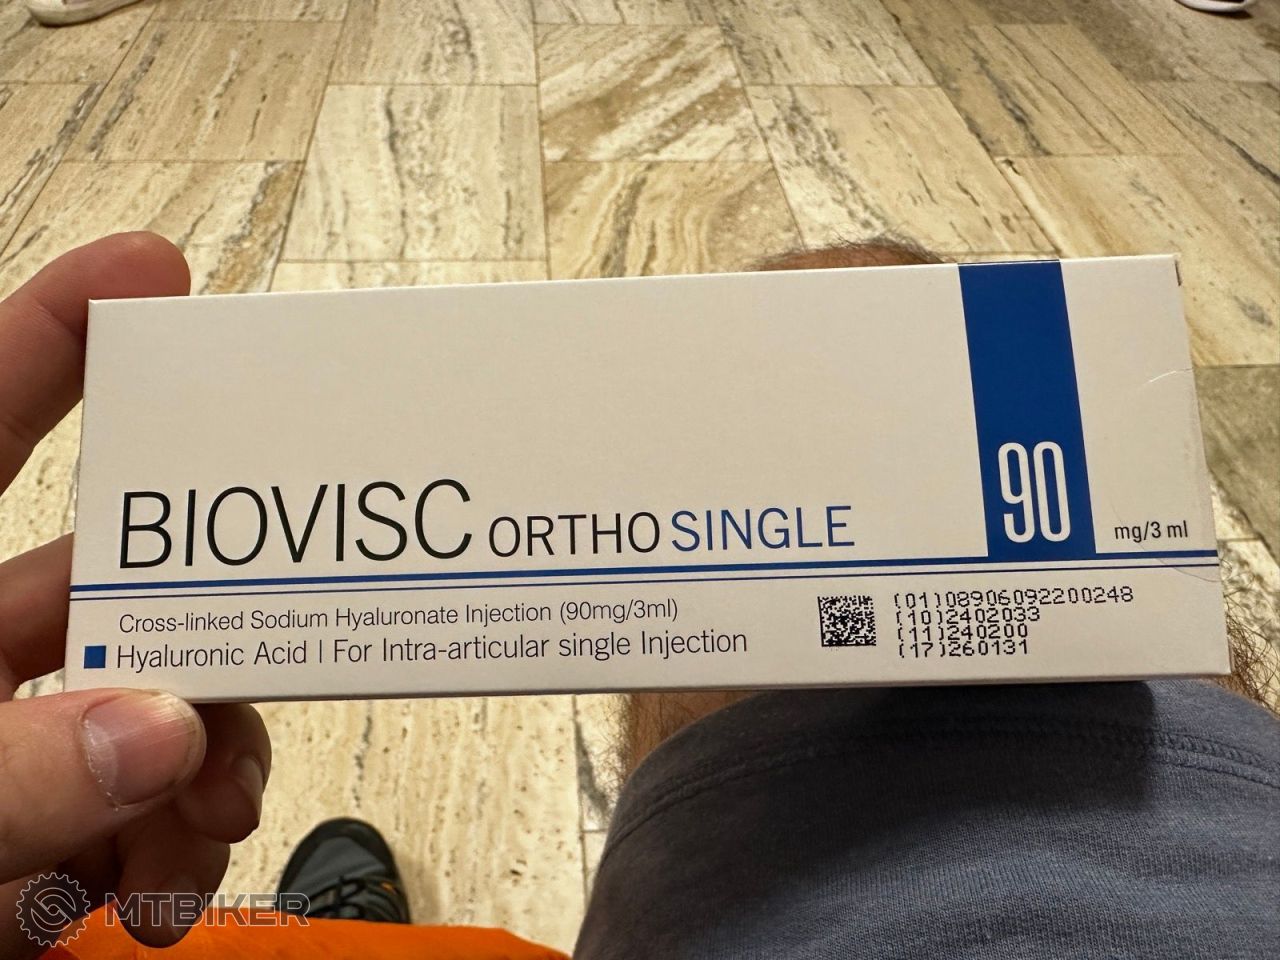 BIOVISC ORTHO SINGLE
90
mg/3 ml
Cross-linked Sodium Hyaluronate Injection (90mg/3ml)
Hyaluronic Acid | For Intra-articular single Injection
(01)08906092200248
(10)2402033
(11)240200
(17)260131
MTBIKER